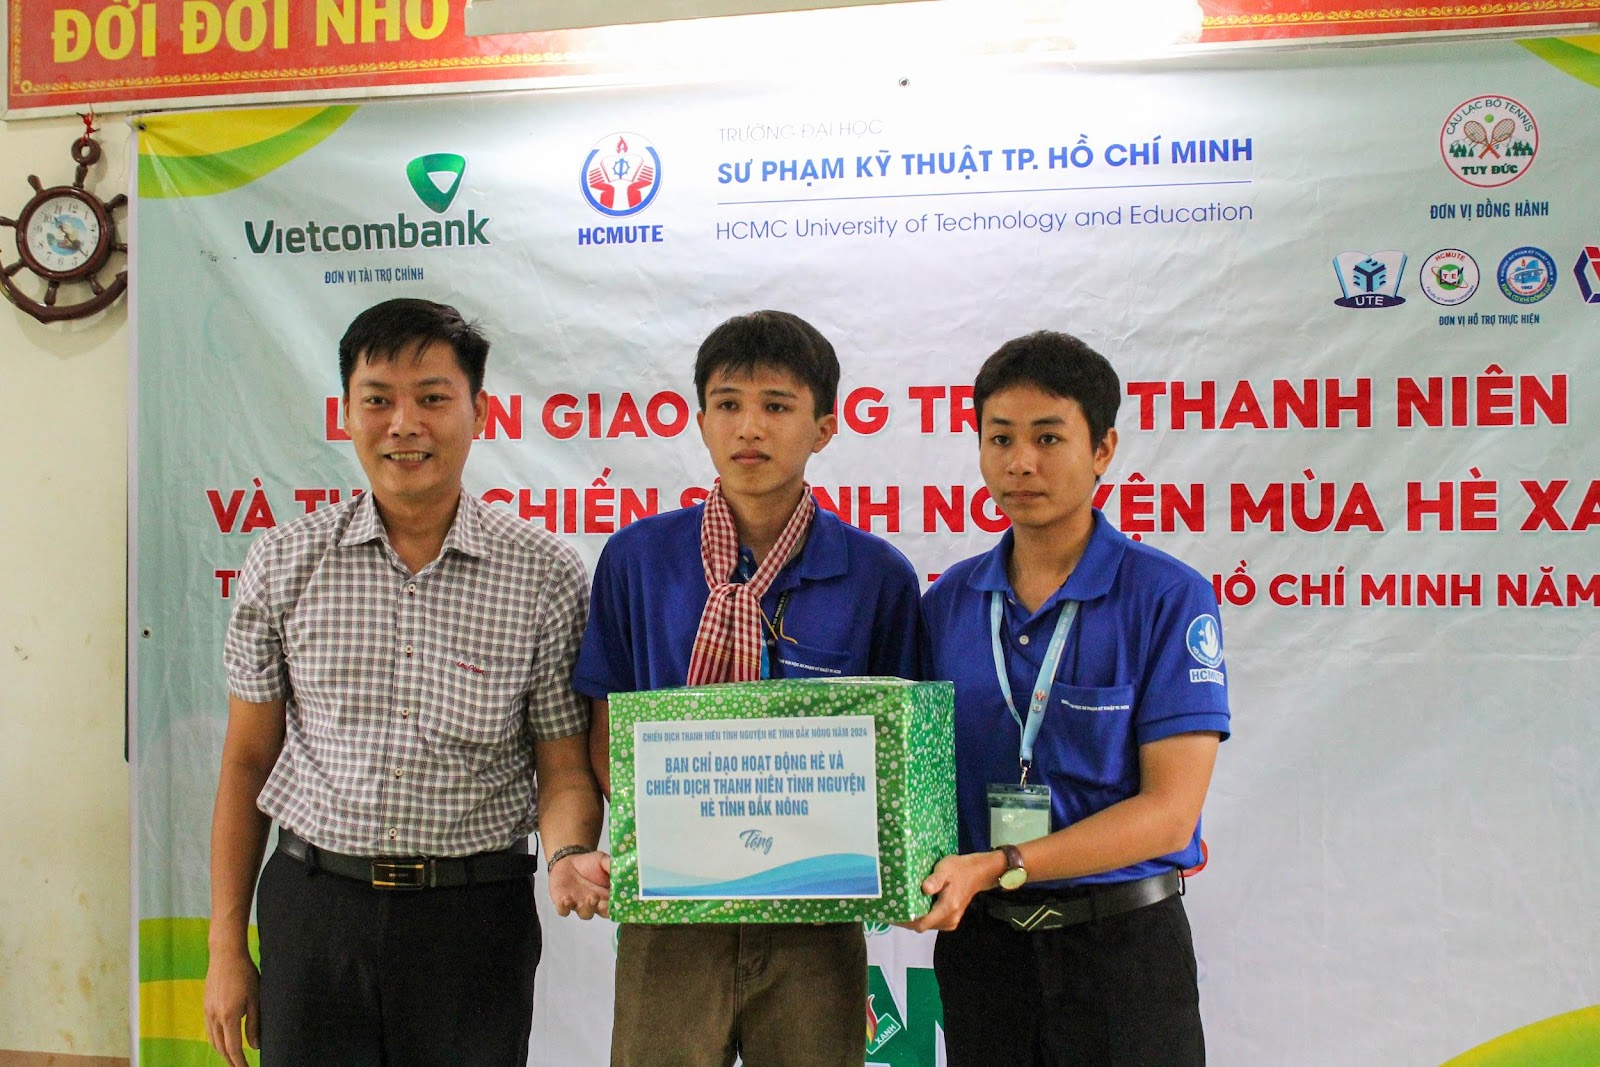 ĐỜI ĐỜI NHỚ
Vietcombank
ĐƠN VỊ TÀI TRỢ CHÍNH
HCMUTE
TRƯỜNG ĐẠI HỌC
SƯ PHẠM KỸ THUẬT TP. HỒ CHÍ MINH
HCMC University of Technology and Education
CÂU LẠC BỘ TENNIS
TUY ĐỨC
ĐƠN VỊ ĐỒNG HÀNH
UTE
HCMUTE
ĐƠN VỊ HỖ TRỢ THỰC HIỆN
GIAO THANH NIÊN
VÀ CHIẾN MÙA HÈ
HỒ CHÍ MINH NĂM
HCMUTE
CHIẾN DỊCH THANH NIÊN TÌNH NGUYỆN HÈ TỈNH ĐẮK NÔNG NĂM 2024
BAN CHỈ ĐẠO HOẠT ĐỘNG HÈ VÀ
CHIẾN DỊCH THANH NIÊN TÌNH NGUYỆN
HÈ TỈNH ĐẮK NÔNG
Tặng
XANH